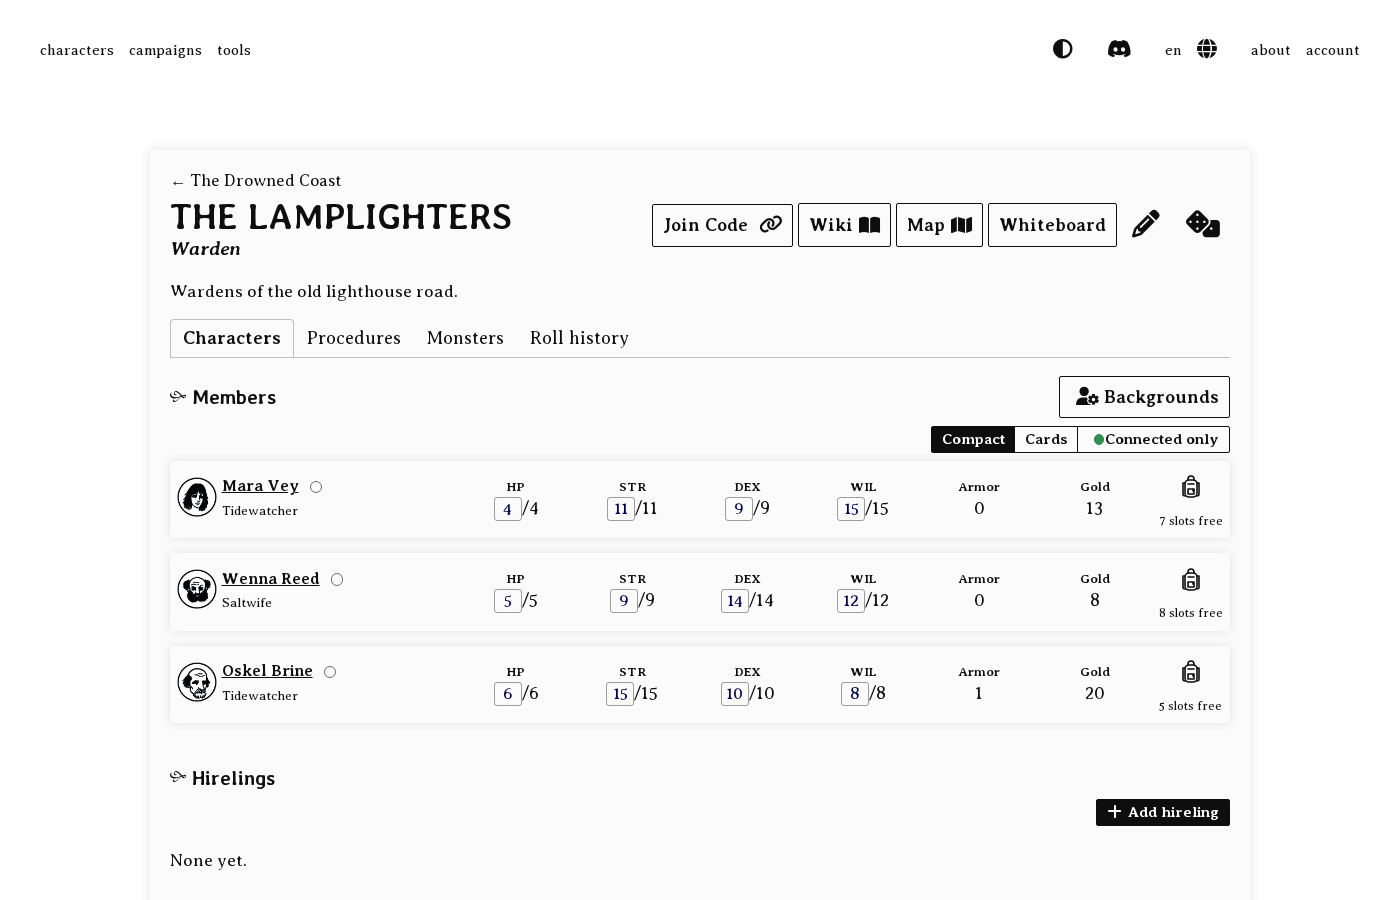 characters campaigns tools en about account
← The Drowned Coast
THE LAMPLIGHTERS
Warden
Join Code Wiki Map Whiteboard
Wardens of the old lighthouse road.
Characters Procedures Monsters Roll history
Members
Backgrounds
Compact Cards Connected only
Mara Vey
Tidewatcher
HP STR DEX WIL Armor Gold
4/4 11/11 9/9 15/15 0 13
7 slots free
Wenna Reed
Saltwife
HP STR DEX WIL Armor Gold
5/5 9/9 14/14 12/12 0 8
8 slots free
Oskel Brine
Tidewatcher
HP STR DEX WIL Armor Gold
6/6 15/15 10/10 8/8 1 20
5 slots free
Hirelings
+ Add hireling
None yet.